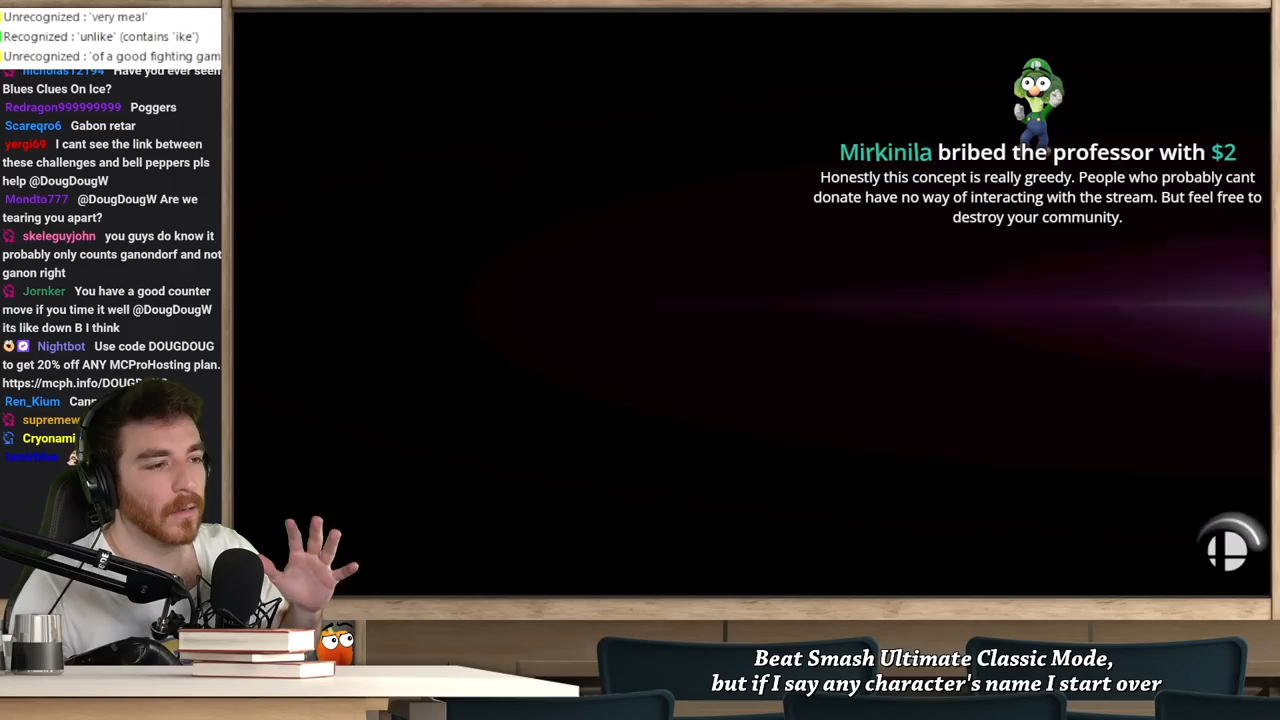 Unrecognized : 'very meal'
Recognized : 'unlike' (contains 'ike')
Unrecognized : 'of a good fighting gam
nicholas12194 Have you ever seen
Blues Clues On Ice?
Redragon999999999 Poggers
Scareqro6 Gabon retar
yergi69 I cant see the link between
these challenges and bell peppers pls
help @DougDougW
Mondto777 @DougDougW Are we
tearing you apart?
skeleguyjohn you guys do know it
probably only counts ganondorf and not
ganon right
Jornker You have a good counter
move if you time it well @DougDougW
its like down B I think
Nightbot Use code DOUGDOUG
to get 20% off ANY MCProHosting plan.
https://mcph.info/DOUGD
Ren_Kium Cann
supremew
Cryonami
Mirkinila bribed the professor with $2
Honestly this concept is really greedy. People who probably cant
donate have no way of interacting with the stream. But feel free to
destroy your community.
Beat Smash Ultimate Classic Mode,
but if I say any character's name I start over